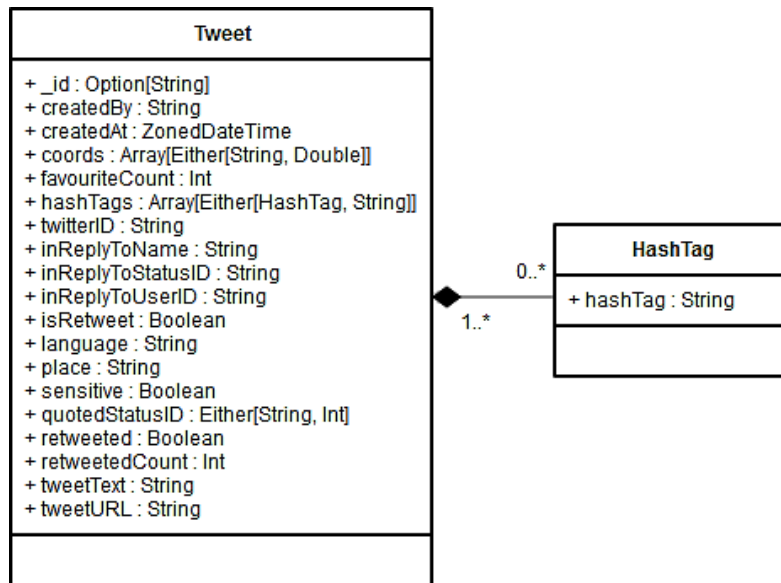 Tweet
+ _id : Option[String]
+ createdBy : String
+ createdAt : ZonedDateTime
+ coords : Array[Either[String, Double]]
+ favouriteCount : Int
+ hashTags : Array[Either[HashTag, String]]
+ twitterID : String
+ inReplyToName : String
+ inReplyToStatusID : String
+ inReplyToUserID : String
+ isRetweet : Boolean
+ language : String
+ place : String
+ sensitive : Boolean
+ quotedStatusID : Either[String, Int]
+ retweeted : Boolean
+ retweetedCount : Int
+ tweetText : String
+ tweetURL : String
1..*
0..*
HashTag
+ hashTag : String